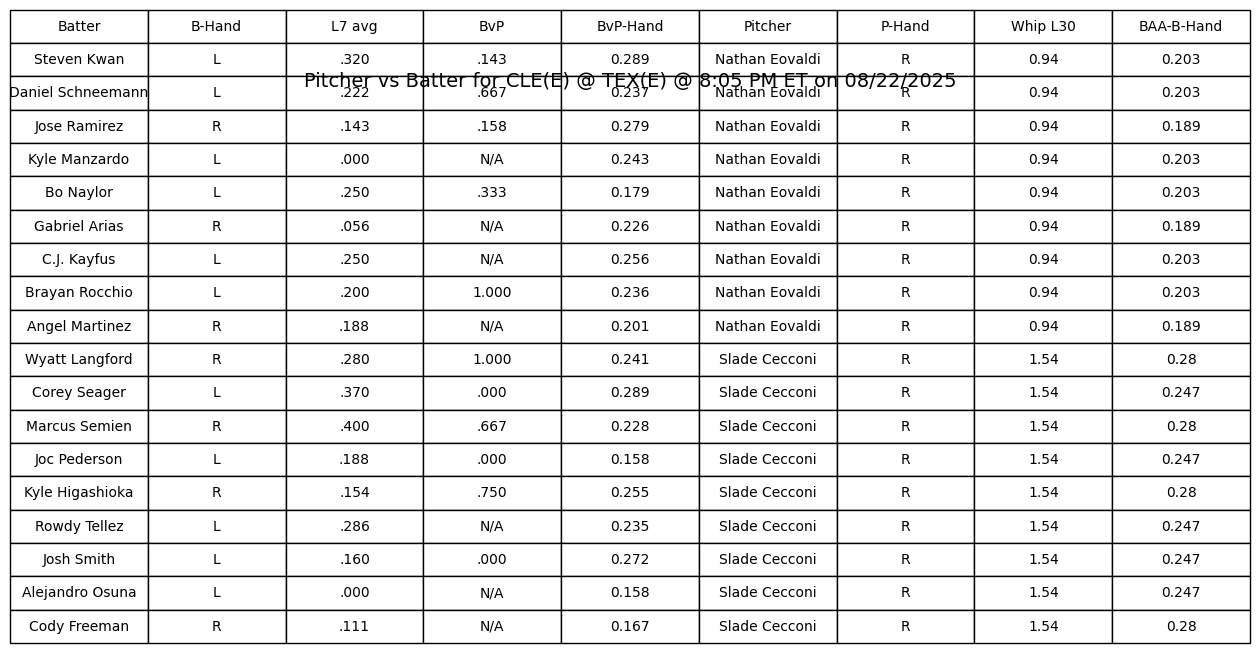 Batter B-Hand L7 avg BvP BvP-Hand Pitcher P-Hand Whip L30 BAA-B-Hand
Steven Kwan L .320 .143 0.289 Nathan Eovaldi R 0.94 0.203
Pitcher vs Batter for CLE(E) @ TEX(E) @ 8:05 PM ET on 08/22/2025
Daniel Schneemann L .222 .667 0.237 Nathan Eovaldi R 0.94 0.203
Jose Ramirez R .143 .158 0.279 Nathan Eovaldi R 0.94 0.189
Kyle Manzardo L .000 N/A 0.243 Nathan Eovaldi R 0.94 0.203
Bo Naylor L .250 .333 0.179 Nathan Eovaldi R 0.94 0.203
Gabriel Arias R .056 N/A 0.226 Nathan Eovaldi R 0.94 0.189
C.J. Kayfus L .250 N/A 0.256 Nathan Eovaldi R 0.94 0.203
Brayan Rocchio L .200 1.000 0.236 Nathan Eovaldi R 0.94 0.203
Angel Martinez R .188 N/A 0.201 Nathan Eovaldi R 0.94 0.189
Wyatt Langford R .280 1.000 0.241 Slade Cecconi R 1.54 0.28
Corey Seager L .370 .000 0.289 Slade Cecconi R 1.54 0.247
Marcus Semien R .400 .667 0.228 Slade Cecconi R 1.54 0.28
Joc Pederson L .188 .000 0.158 Slade Cecconi R 1.54 0.247
Kyle Higashioka R .154 .750 0.255 Slade Cecconi R 1.54 0.28
Rowdy Tellez L .286 N/A 0.235 Slade Cecconi R 1.54 0.247
Josh Smith L .160 .000 0.272 Slade Cecconi R 1.54 0.247
Alejandro Osuna L .000 N/A 0.158 Slade Cecconi R 1.54 0.247
Cody Freeman R .111 N/A 0.167 Slade Cecconi R 1.54 0.28